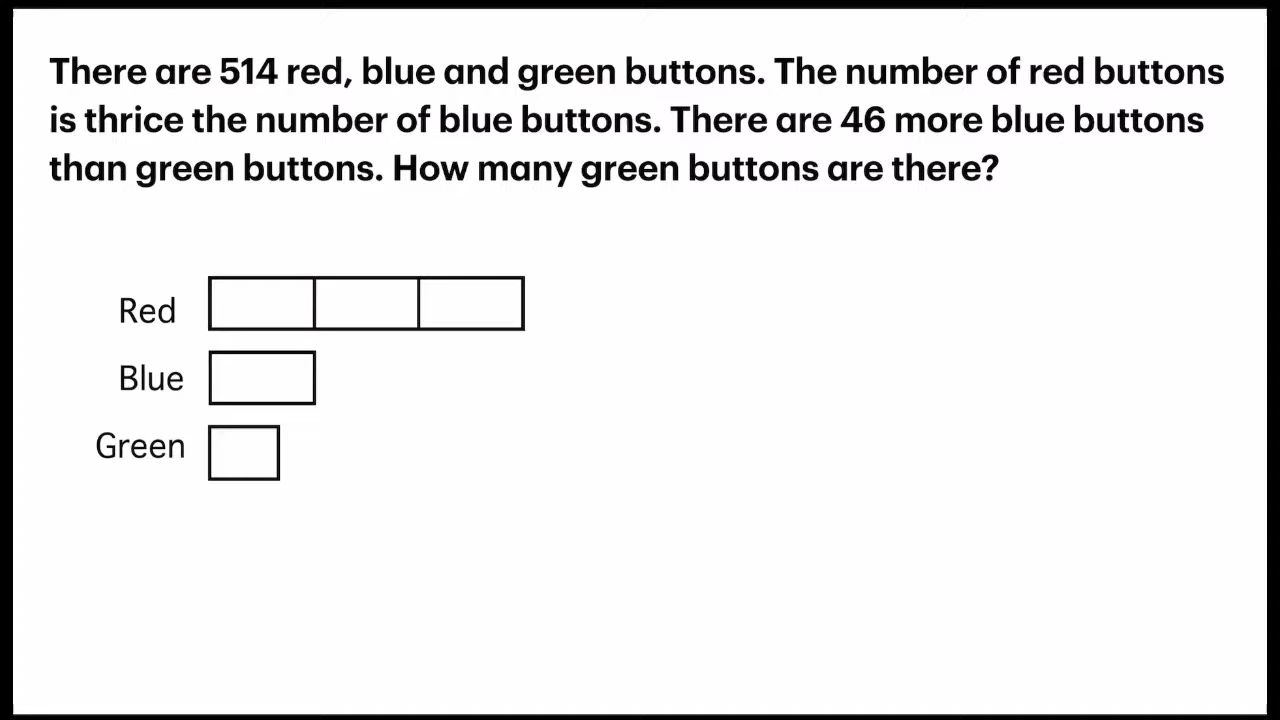 There are 514 red, blue and green buttons. The number of red buttons
is thrice the number of blue buttons. There are 46 more blue buttons
than green buttons. How many green buttons are there?
Red
Blue
Green